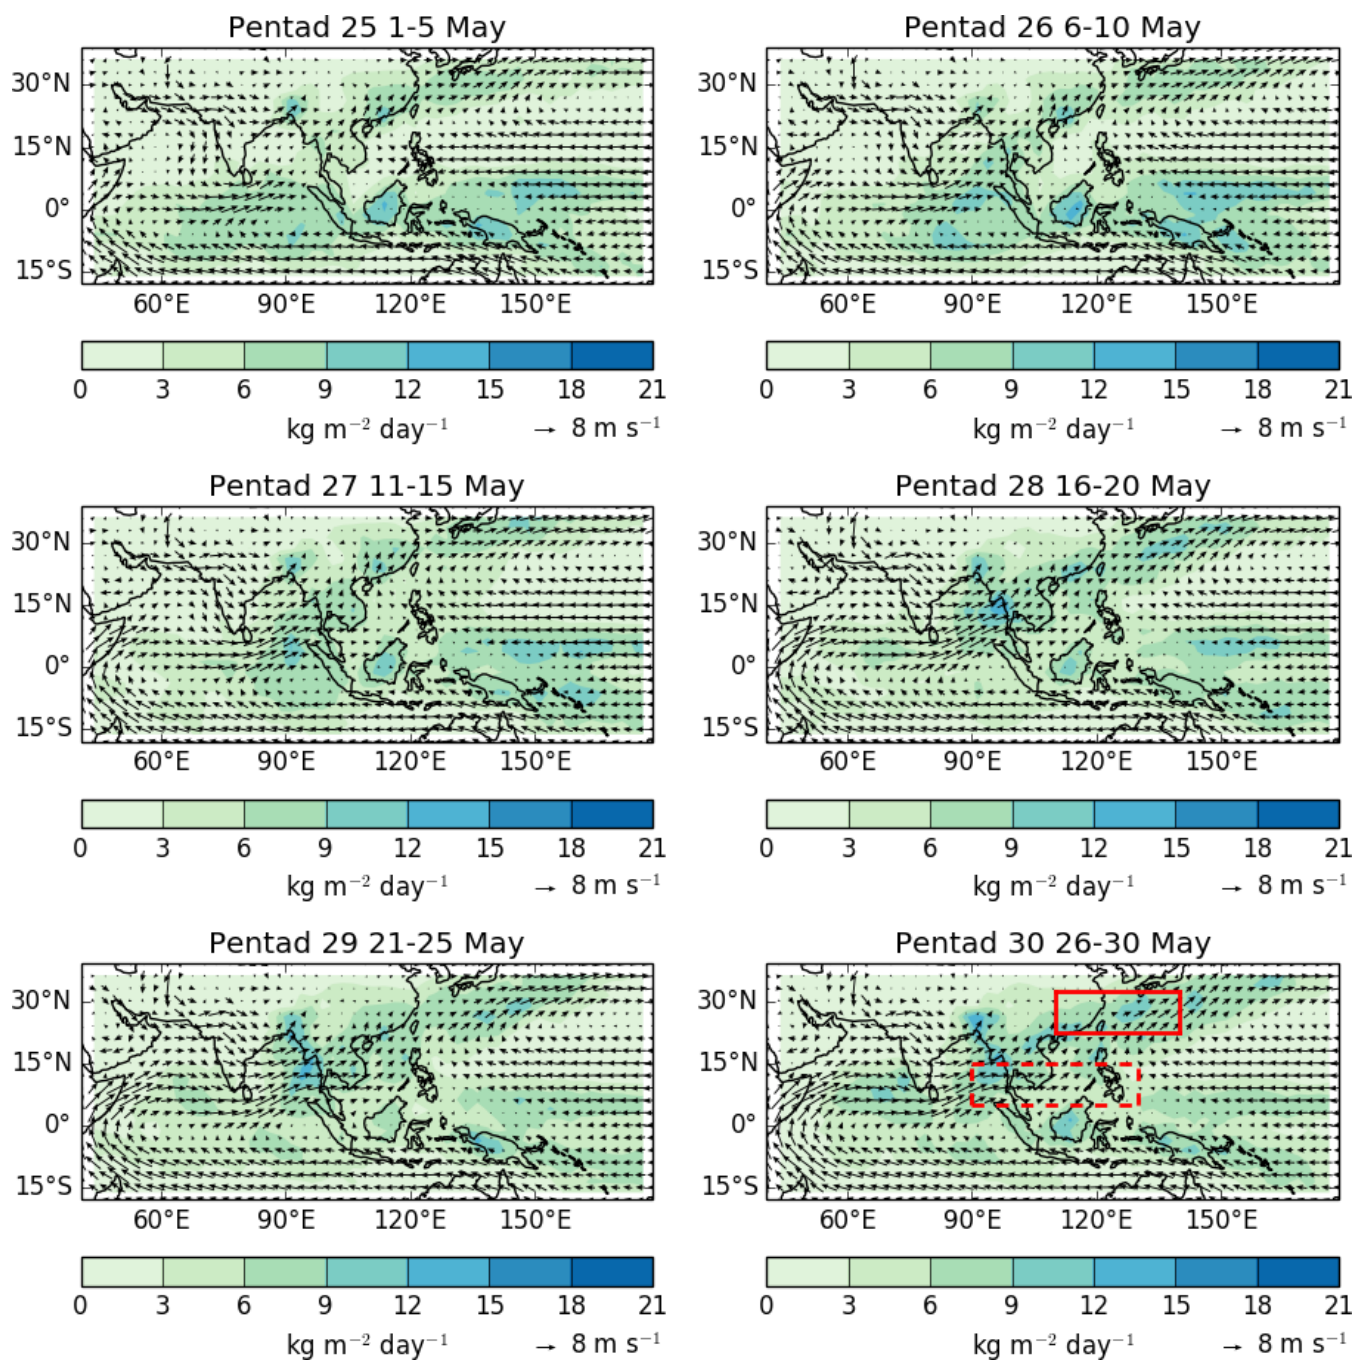 Pentad 25 1-5 May
30°N
15°N
0°
15°S
60°E 90°E 120°E 150°E
0 3 6 9 12 15 18 21
kg m⁻² day⁻¹ → 8 m s⁻¹
Pentad 26 6-10 May
30°N
15°N
0°
15°S
60°E 90°E 120°E 150°E
0 3 6 9 12 15 18 21
kg m⁻² day⁻¹ → 8 m s⁻¹
Pentad 27 11-15 May
30°N
15°N
0°
15°S
60°E 90°E 120°E 150°E
0 3 6 9 12 15 18 21
kg m⁻² day⁻¹ → 8 m s⁻¹
Pentad 28 16-20 May
30°N
15°N
0°
15°S
60°E 90°E 120°E 150°E
0 3 6 9 12 15 18 21
kg m⁻² day⁻¹ → 8 m s⁻¹
Pentad 29 21-25 May
30°N
15°N
0°
15°S
60°E 90°E 120°E 150°E
0 3 6 9 12 15 18 21
kg m⁻² day⁻¹ → 8 m s⁻¹
Pentad 30 26-30 May
30°N
15°N
0°
15°S
60°E 90°E 120°E 150°E
0 3 6 9 12 15 18 21
kg m⁻² day⁻¹ → 8 m s⁻¹